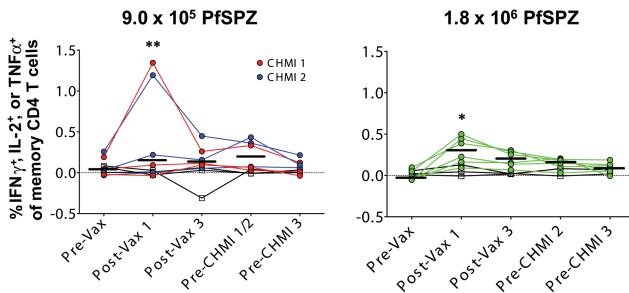 9.0 x 10⁵ PfSPZ
1.8 x 10⁶ PfSPZ
%IFNγ⁺, IL-2⁺, or TNFα⁺
of memory CD4 T cells
1.5
1.0
0.5
0.0
-0.5
**
CHMI 1
CHMI 2
Pre-Vax
Post-Vax 1
Post-Vax 3
Pre-CHMI 1/2
Pre-CHMI 3
1.5
1.0
0.5
0.0
-0.5
*
Pre-Vax
Post-Vax 1
Post-Vax 3
Pre-CHMI 2
Pre-CHMI 3